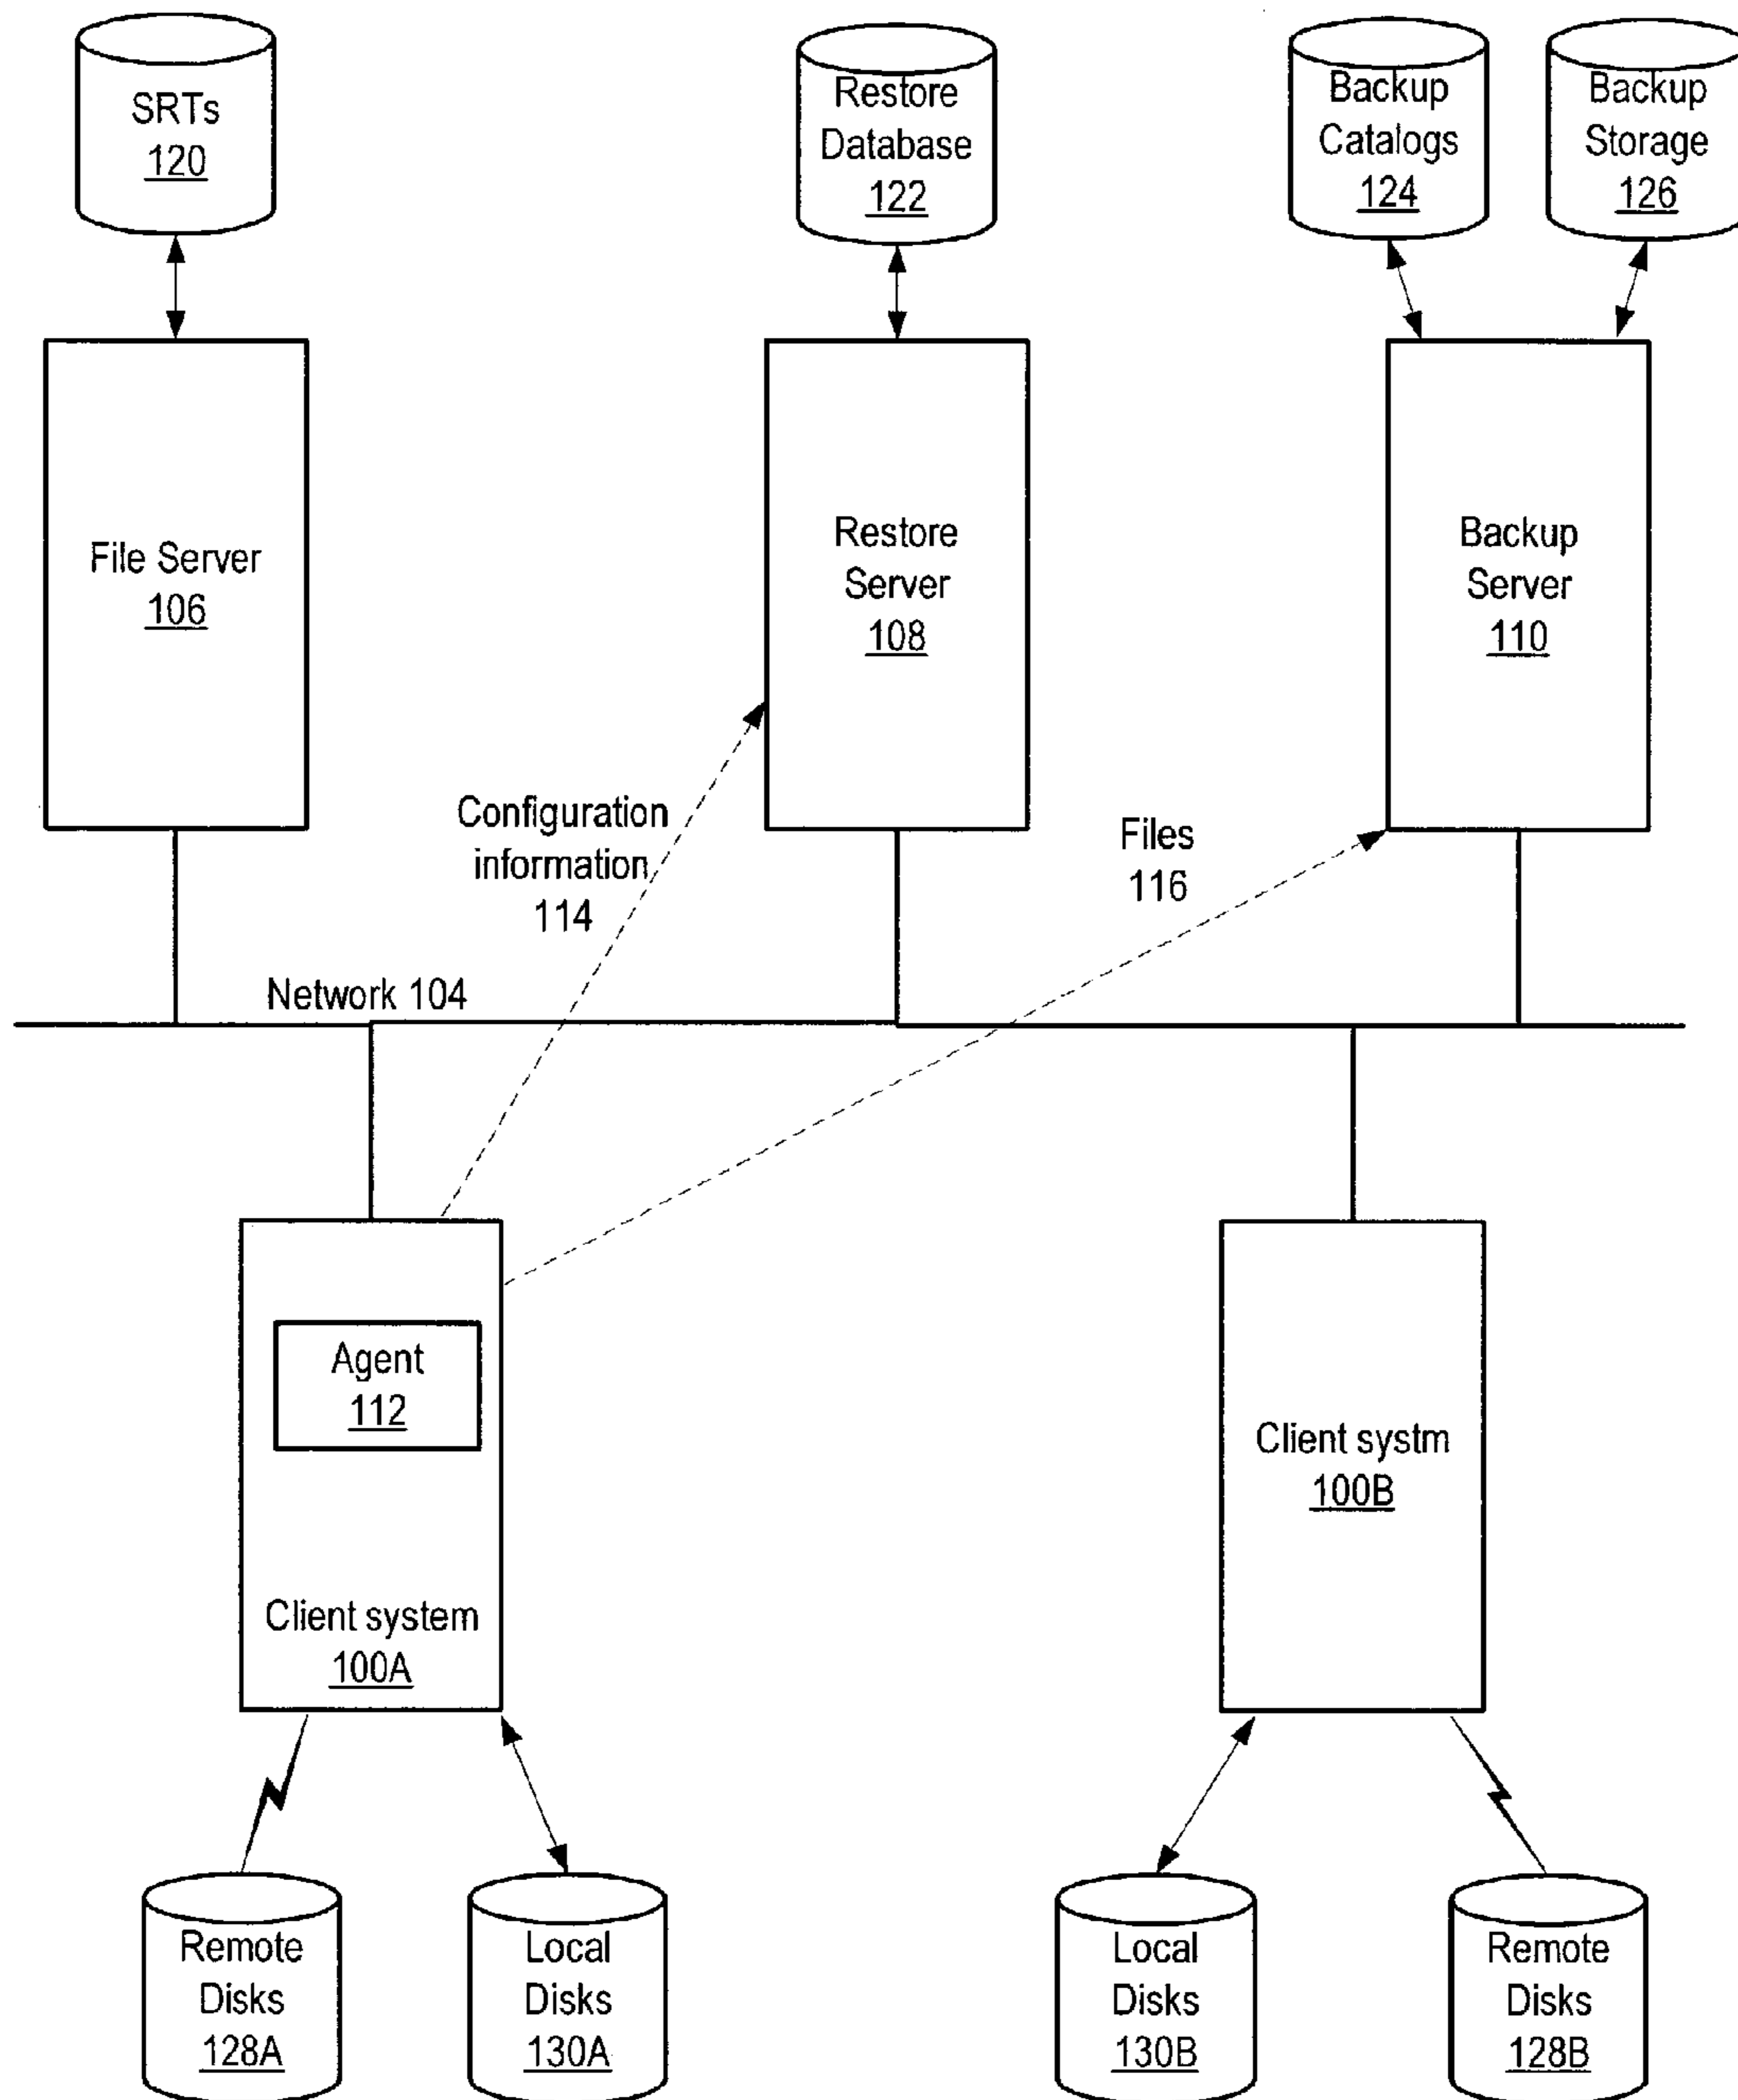 SRTs
120
Restore
Database
122
Backup
Catalogs
124
Backup
Storage
126
File Server
106
Restore
Server
108
Backup
Server
110
Configuration
information
114
Files
116
Network 104
Agent
112
Client system
100A
Client systm
100B
Remote
Disks
128A
Local
Disks
130A
Local
Disks
130B
Remote
Disks
128B